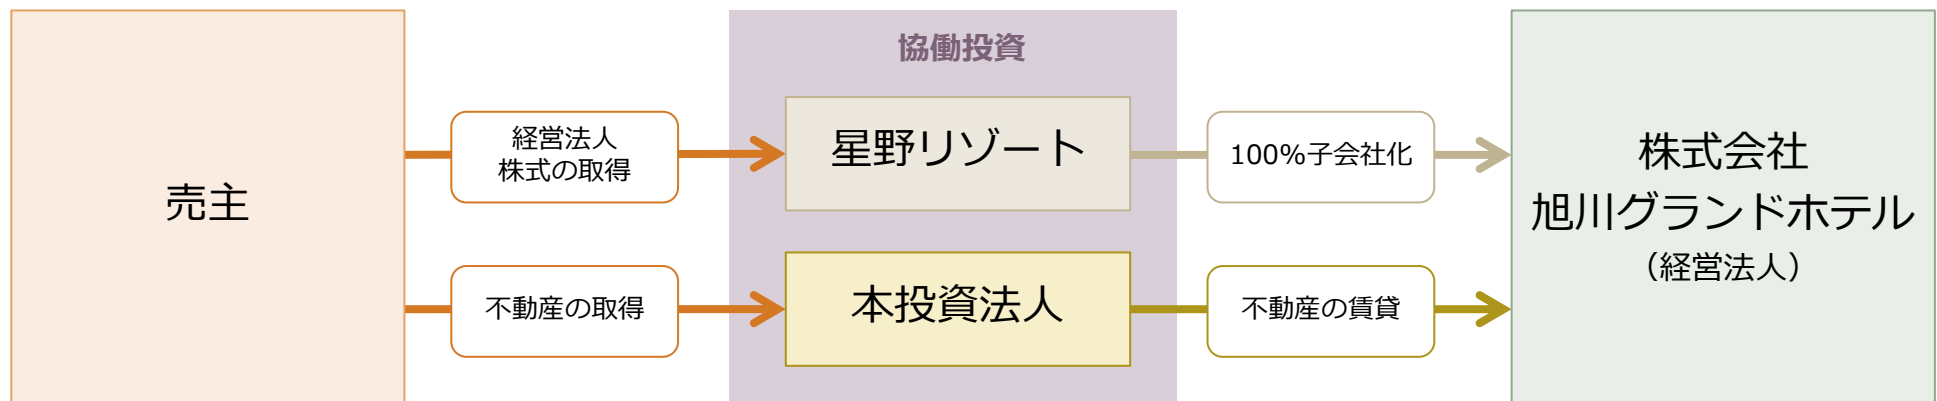 協働投資
売主
経営法人
株式の取得
星野リゾート
100%子会社化
不動産の取得
本投資法人
不動産の賃貸
株式会社
旭川グランドホテル
（経営法人）